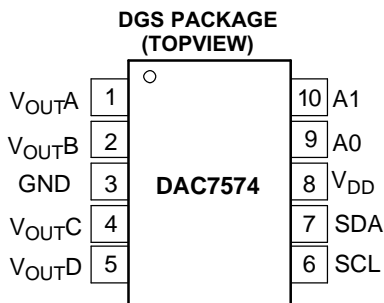 DGS PACKAGE
(TOPVIEW)
VOUTA 1 10 A1
VOUTB 2 9 A0
GND 3 DAC7574 8 VDD
VOUTC 4 7 SDA
VOUTD 5 6 SCL